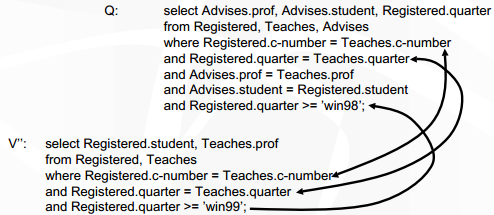 Q: select Advises.prof, Advises.student, Registered.quarter
from Registered, Teaches, Advises
where Registered.c-number = Teaches.c-number
and Registered.quarter = Teaches.quarter
and Advises.prof = Teaches.prof
and Advises.student = Registered.student
and Registered.quarter >= 'win98';
V'': select Registered.student, Teaches.prof
from Registered, Teaches
where Registered.c-number = Teaches.c-number
and Registered.quarter = Teaches.quarter
and Registered.quarter >= 'win99';